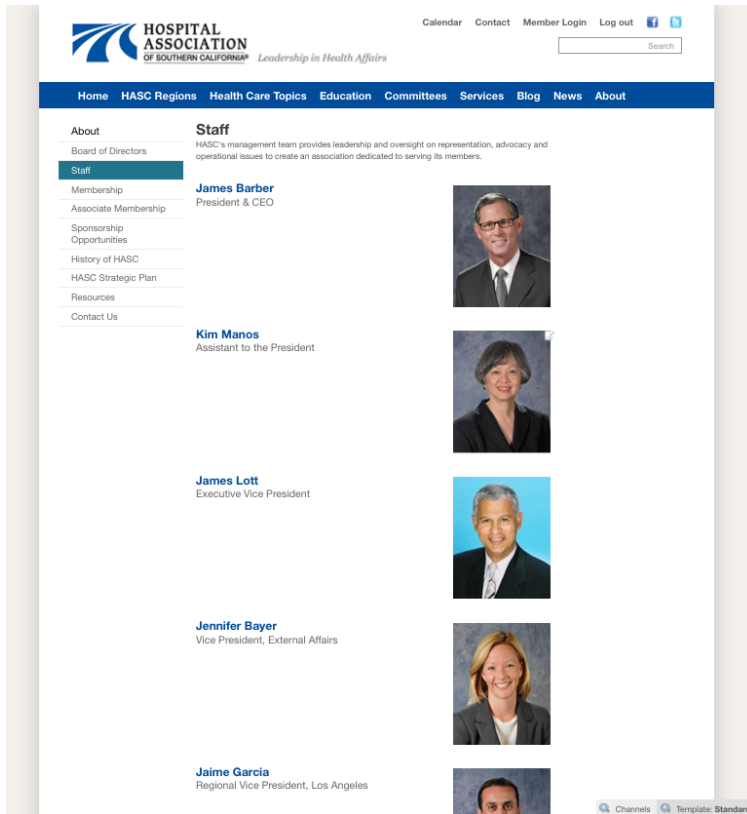 HOSPITAL
ASSOCIATION
OF SOUTHERN CALIFORNIA®
Leadership in Health Affairs
Calendar Contact Member Login Log out
Search
Home HASC Regions Health Care Topics Education Committees Services Blog News About
About
Board of Directors
Staff
Membership
Associate Membership
Sponsorship
Opportunities
History of HASC
HASC Strategic Plan
Resources
Contact Us
Staff
HASC's management team provides leadership and oversight on representation, advocacy and
operational issues to create an association dedicated to serving its members.
James Barber
President & CEO
Kim Manos
Assistant to the President
James Lott
Executive Vice President
Jennifer Bayer
Vice President, External Affairs
Jaime Garcia
Regional Vice President, Los Angeles
Channels Template: Standard